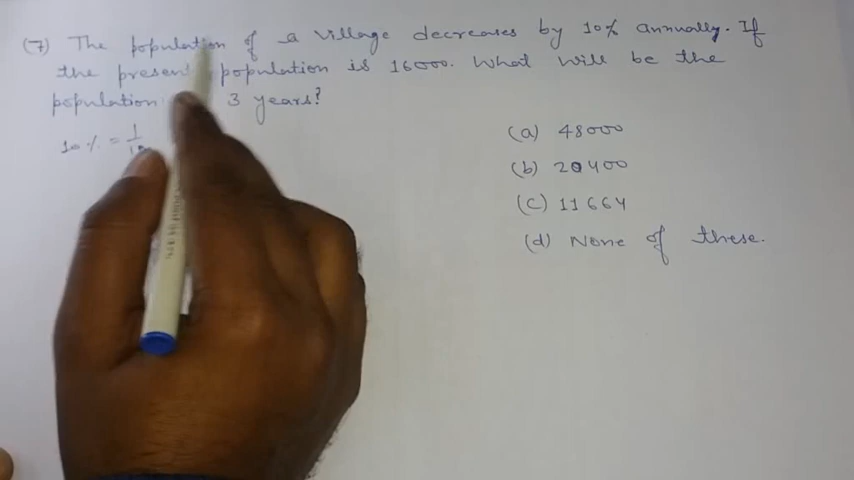 (7) The population of a village decreases by 10% annually. If
the present population is 16000. What will be the
population 3 years?
10% = 1
(a) 48000
(b) 20400
(c) 11664
(d) None of these.